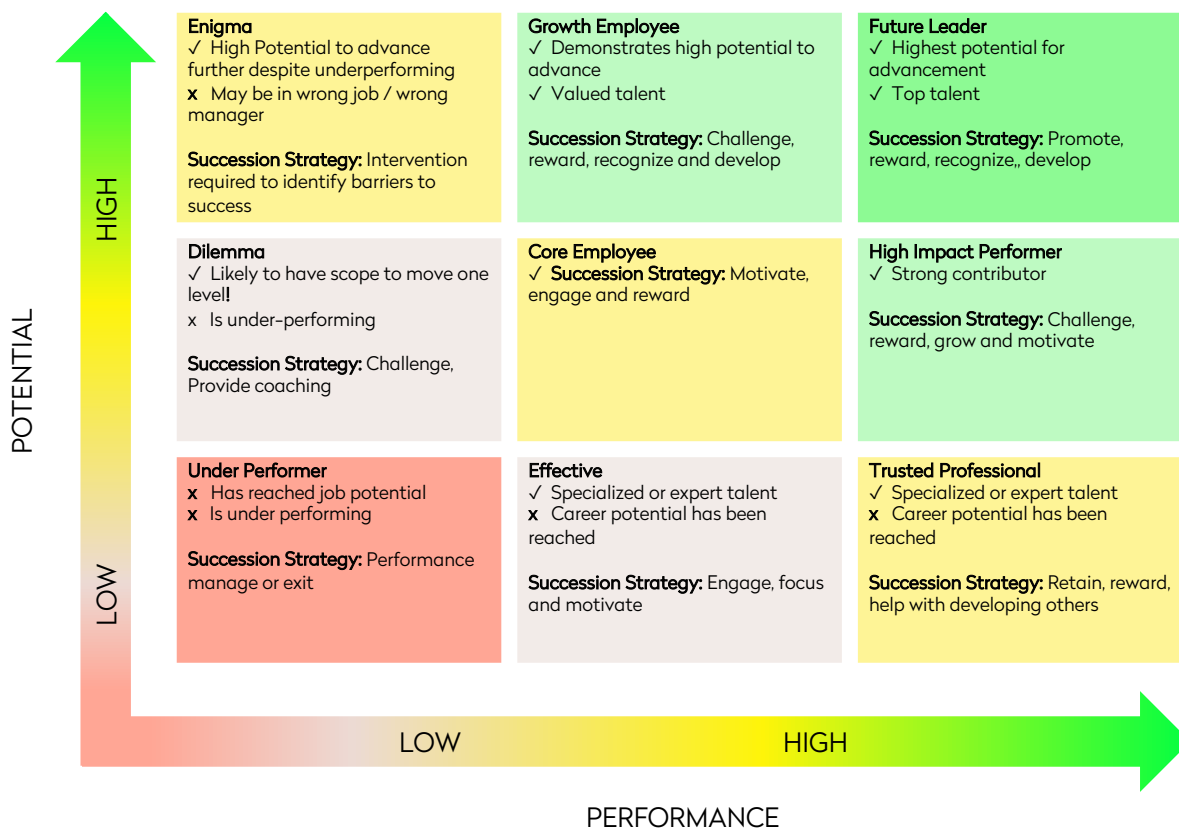 Enigma
✓ High Potential to advance
further despite underperforming
x May be in wrong job / wrong
manager
Succession Strategy: Intervention
required to identify barriers to
success
Growth Employee
✓ Demonstrates high potential to
advance
✓ Valued talent
Succession Strategy: Challenge,
reward, recognize and develop
Future Leader
✓ Highest potential for
advancement
✓ Top talent
Succession Strategy: Promote,
reward, recognize,, develop
Dilemma
✓ Likely to have scope to move one
level!
x Is under-performing
Succession Strategy: Challenge,
Provide coaching
Core Employee
✓ Succession Strategy: Motivate,
engage and reward
High Impact Performer
✓ Strong contributor
Succession Strategy: Challenge,
reward, grow and motivate
Under Performer
x Has reached job potential
x Is under performing
Succession Strategy: Performance
manage or exit
Effective
✓ Specialized or expert talent
x Career potential has been
reached
Succession Strategy: Engage, focus
and motivate
Trusted Professional
✓ Specialized or expert talent
x Career potential has been
reached
Succession Strategy: Retain, reward,
help with developing others
POTENTIAL
HIGH
LOW
LOW
HIGH
PERFORMANCE